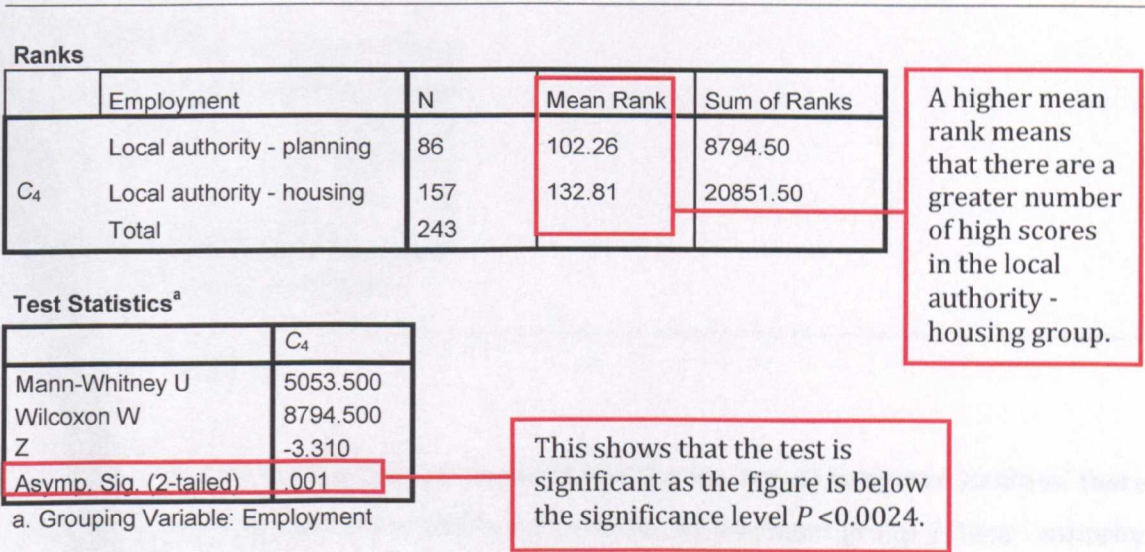 Ranks
Employment N Mean Rank Sum of Ranks
Local authority - planning 86 102.26 8794.50
C4 Local authority - housing 157 132.81 20851.50
Total 243
A higher mean
rank means
that there are a
greater number
of high scores
in the local
authority -
housing group.
Test Statisticsa
C4
Mann-Whitney U 5053.500
Wilcoxon W 8794.500
Z -3.310
Asymp. Sig. (2-tailed) .001
a. Grouping Variable: Employment
This shows that the test is
significant as the figure is below
the significance level P <0.0024.